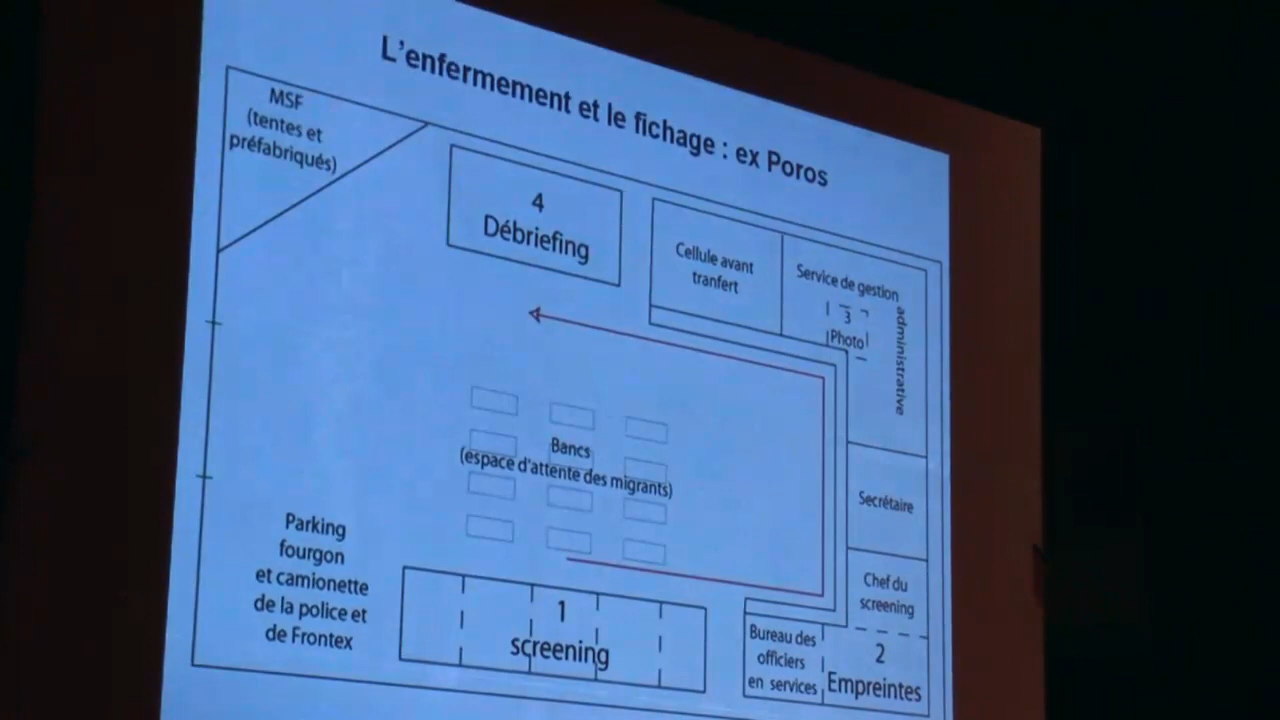 L'enfermement et le fichage : ex Poros
MSF
(tentes et
préfabriqués)
4
Débriefing
Cellule avant
tranfert
Service de gestion
administrative
3
Photo
Bancs
(espace d'attente des migrants)
Secrétaire
Chef du
screening
Parking
fourgon
et camionette
de la police et
de Frontex
1
screening
Bureau des
officiers
en services
2
Empreintes